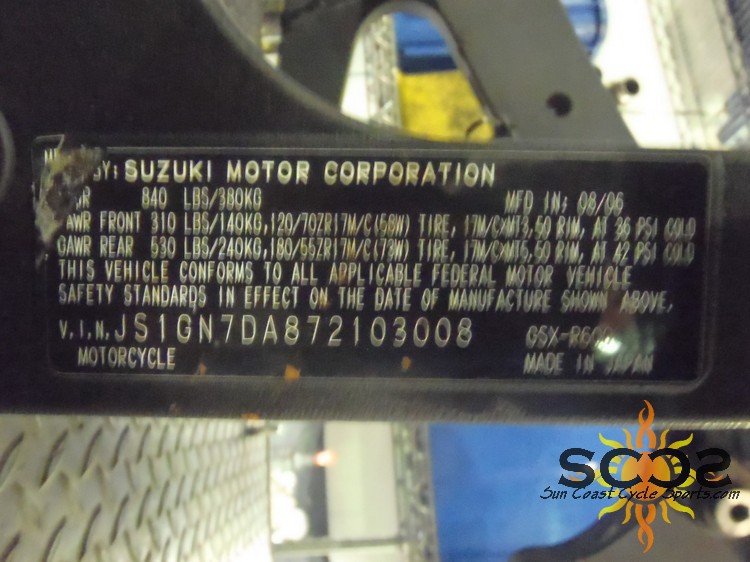 BY: SUZUKI MOTOR CORPORATION
840 LBS/380KG MFD IN: 08/06
GAWR FRONT 310 LBS/140KG, 120/70ZR17M/C(58W) TIRE, 17M/C×MT3,50 RIM, AT 36 PSI COLD
GAWR REAR 530 LBS/240KG, 180/55ZR17M/C(73W) TIRE, 17M/C×MT5,50 RIM, AT 42 PSI COLD
THIS VEHICLE CONFORMS TO ALL APPLICABLE FEDERAL MOTOR VEHICLE
SAFETY STANDARDS IN EFFECT ON THE DATE OF MANUFACTURE SHOWN ABOVE,
V.I.N. JS1GN7DA872103008 GSX-R600
MOTORCYCLE MADE IN JAPAN
SCCS
Sun Coast Cycle Sports.com